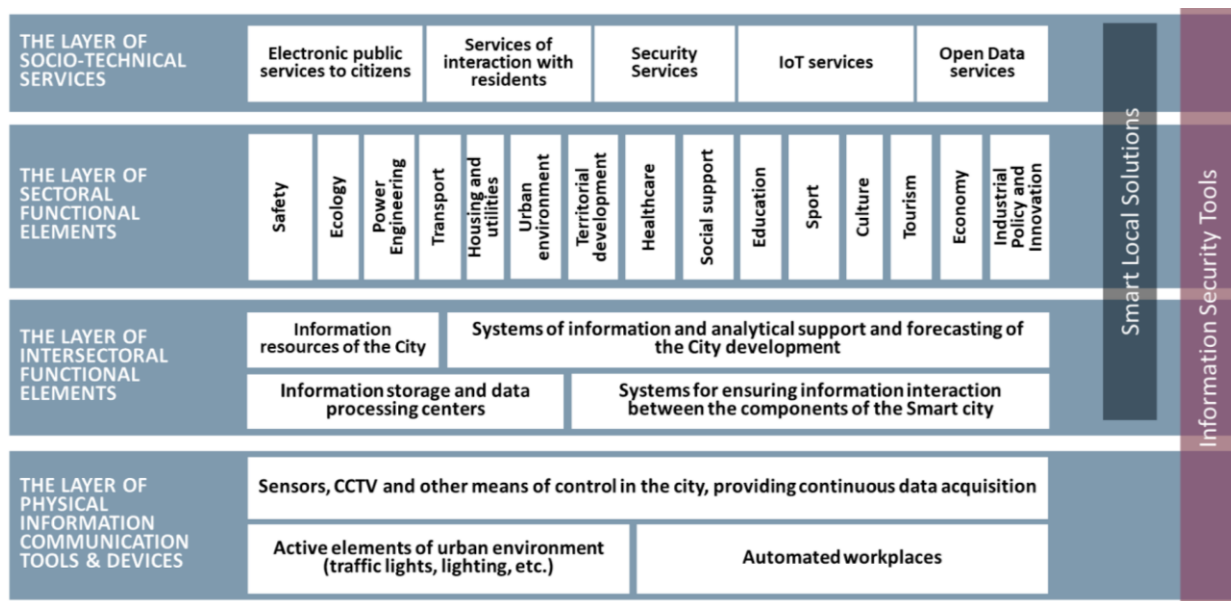 THE LAYER OF
SOCIO-TECHNICAL
SERVICES
Electronic public
services to citizens
Services of
interaction with
residents
Security
Services
IoT services
Open Data
services
THE LAYER OF
SECTORAL
FUNCTIONAL
ELEMENTS
Safety
Ecology
Power
Engineering
Transport
Housing and
utilities
Urban
environment
Territorial
development
Healthcare
Social support
Education
Sport
Culture
Tourism
Economy
Industrial
Policy and
Innovation
THE LAYER OF
INTERSECTORAL
FUNCTIONAL
ELEMENTS
Information
resources of the City
Systems of information and analytical support and forecasting of
the City development
Information storage and data
processing centers
Systems for ensuring information interaction
between the components of the Smart city
THE LAYER OF
PHYSICAL
INFORMATION
COMMUNICATION
TOOLS & DEVICES
Sensors, CCTV and other means of control in the city, providing continuous data acquisition
Active elements of urban environment
(traffic lights, lighting, etc.)
Automated workplaces
Smart Local Solutions
Information Security Tools